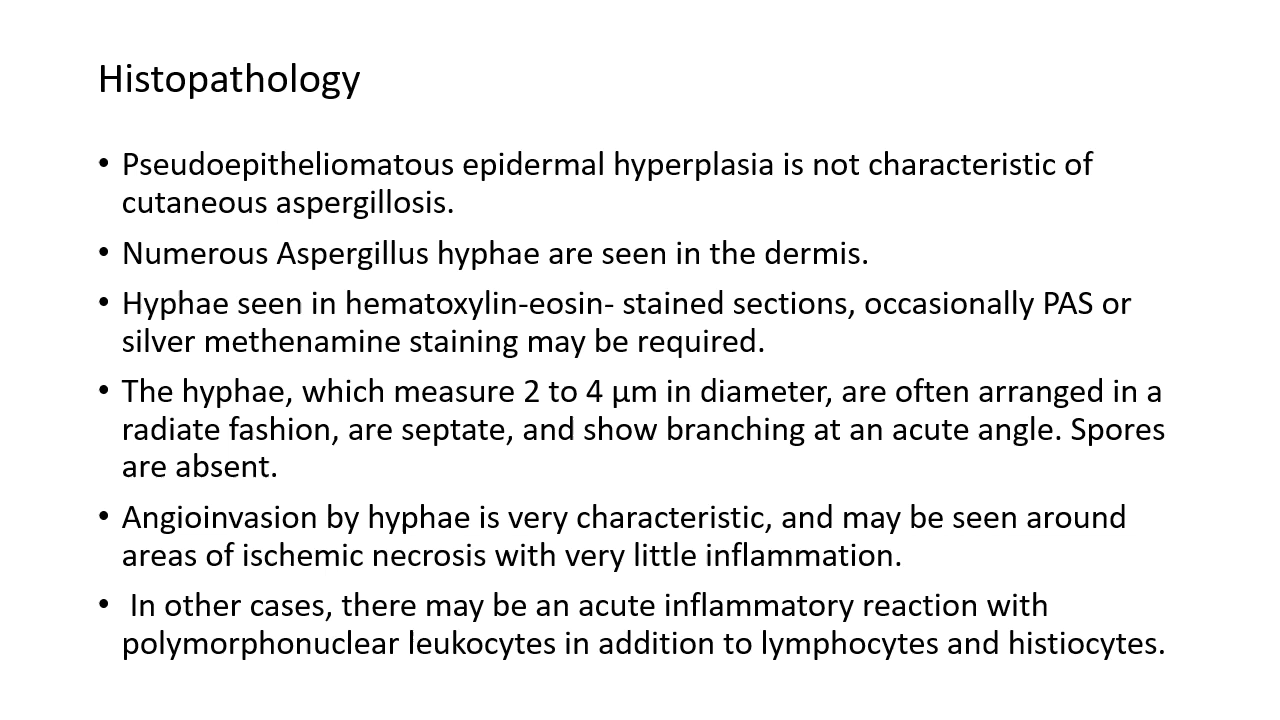 Histopathology
• Pseudoepitheliomatous epidermal hyperplasia is not characteristic of
cutaneous aspergillosis.
• Numerous Aspergillus hyphae are seen in the dermis.
• Hyphae seen in hematoxylin-eosin- stained sections, occasionally PAS or
silver methenamine staining may be required.
• The hyphae, which measure 2 to 4 μm in diameter, are often arranged in a
radiate fashion, are septate, and show branching at an acute angle. Spores
are absent.
• Angioinvasion by hyphae is very characteristic, and may be seen around
areas of ischemic necrosis with very little inflammation.
• In other cases, there may be an acute inflammatory reaction with
polymorphonuclear leukocytes in addition to lymphocytes and histiocytes.